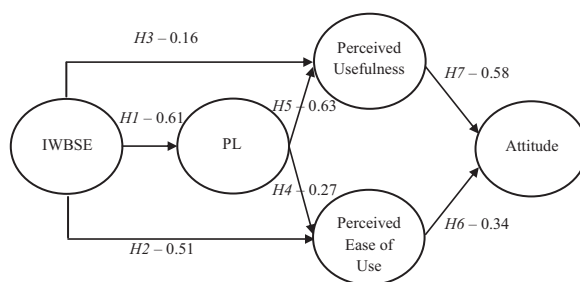 H3 – 0.16
Perceived
Usefulness
H7 – 0.58
H1 – 0.61
H5 – 0.63
IWBSE
PL
Attitude
H4 – 0.27
Perceived
Ease of
Use
H6 – 0.34
H2 – 0.51